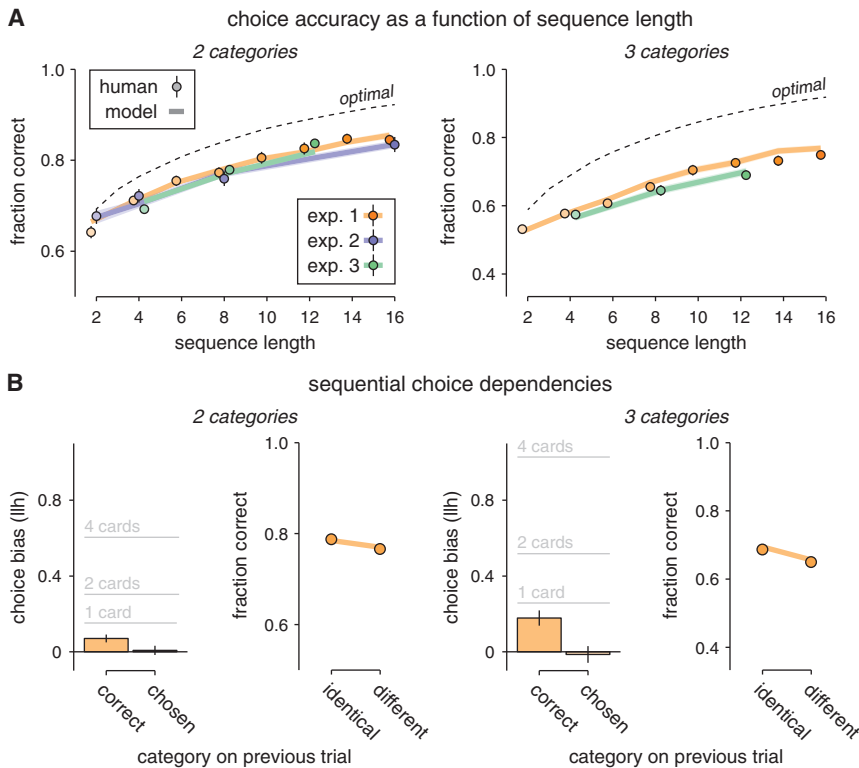 A
choice accuracy as a function of sequence length
2 categories
3 categories
fraction correct
1.0
0.8
0.6
human
model
optimal
exp. 1
exp. 2
exp. 3
2 4 6 8 10 12 14 16
sequence length
fraction correct
1.0
0.8
0.6
0.4
optimal
2 4 6 8 10 12 14 16
sequence length
B
sequential choice dependencies
2 categories
3 categories
choice bias (llh)
0.8
0.4
0
4 cards
2 cards
1 card
correct
chosen
fraction correct
1.0
0.8
0.6
identical
different
category on previous trial
choice bias (llh)
0.8
0.4
0
4 cards
2 cards
1 card
correct
chosen
fraction correct
1.0
0.8
0.6
0.4
identical
different
category on previous trial